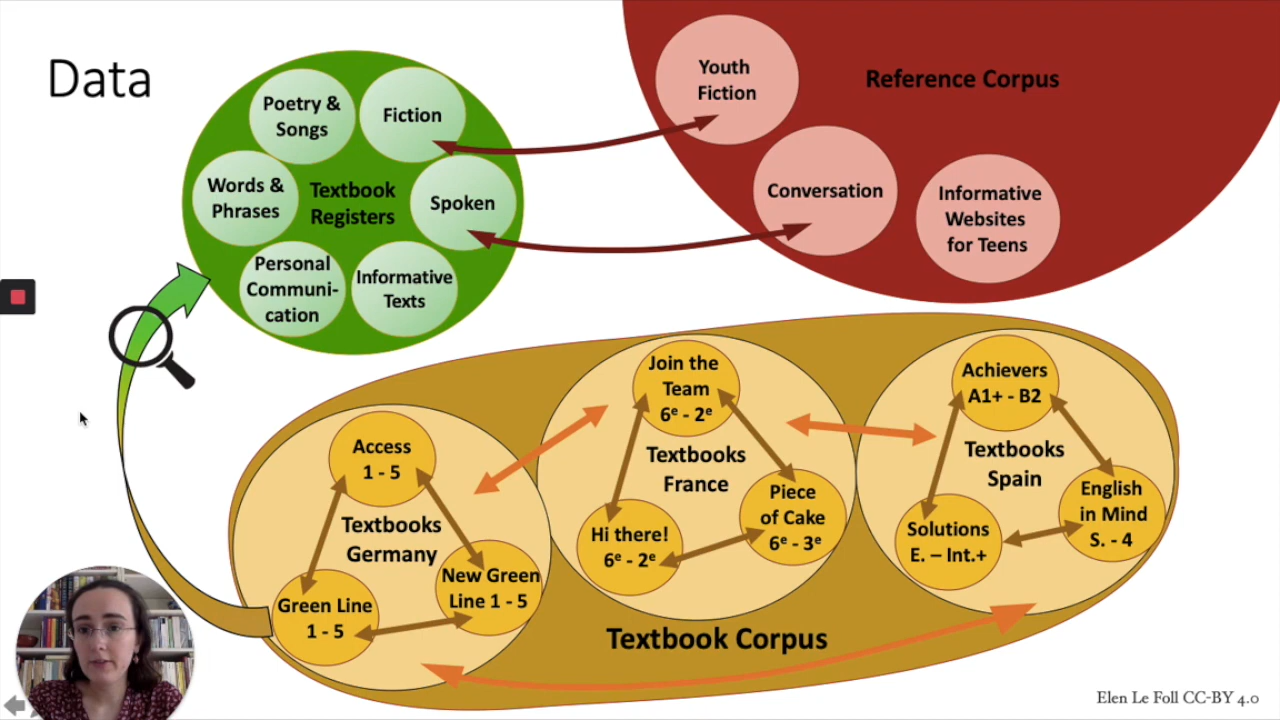 Data
Poetry &
Songs
Fiction
Words &
Phrases
Textbook
Registers
Spoken
Personal
Communi-
cation
Informative
Texts
Youth
Fiction
Reference Corpus
Conversation
Informative
Websites
for Teens
Access
1 - 5
Textbooks
Germany
Green Line
1 - 5
New Green
Line 1 - 5
Join the
Team
6ᵉ - 2ᵉ
Textbooks
France
Hi there!
6ᵉ - 2ᵉ
Piece
of Cake
6ᵉ - 3ᵉ
Achievers
A1+ - B2
Textbooks
Spain
Solutions
E. – Int.+
English
in Mind
S. - 4
Textbook Corpus
Elen Le Foll CC-BY 4.0